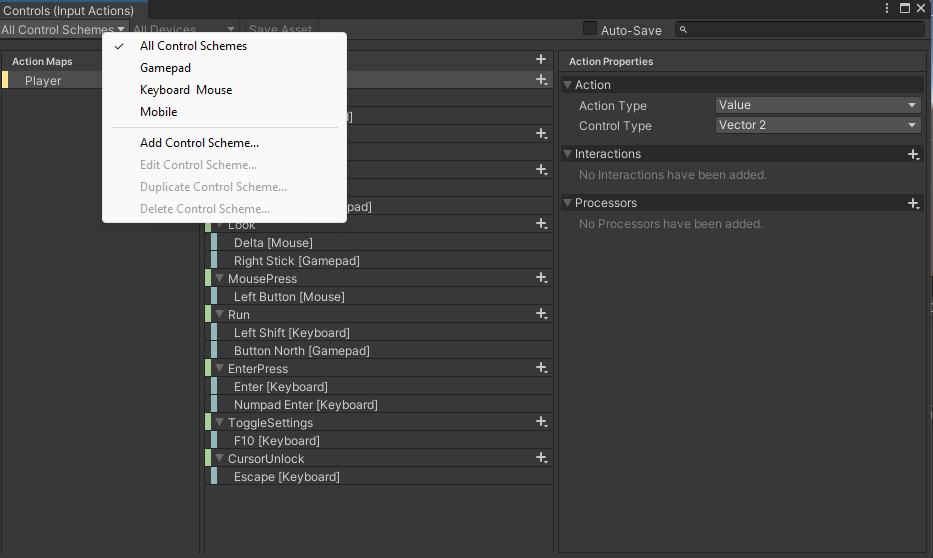 Controls (Input Actions)
All Control Schemes
All Devices
Save Asset
Auto-Save
All Control Schemes
Gamepad
Keyboard Mouse
Mobile
Add Control Scheme...
Edit Control Scheme...
Duplicate Control Scheme...
Delete Control Scheme...
Action Maps
Player
Look
Delta [Mouse]
Right Stick [Gamepad]
MousePress
Left Button [Mouse]
Run
Left Shift [Keyboard]
Button North [Gamepad]
EnterPress
Enter [Keyboard]
Numpad Enter [Keyboard]
ToggleSettings
F10 [Keyboard]
CursorUnlock
Escape [Keyboard]
Action Properties
Action
Action Type
Value
Control Type
Vector 2
Interactions
No Interactions have been added.
Processors
No Processors have been added.